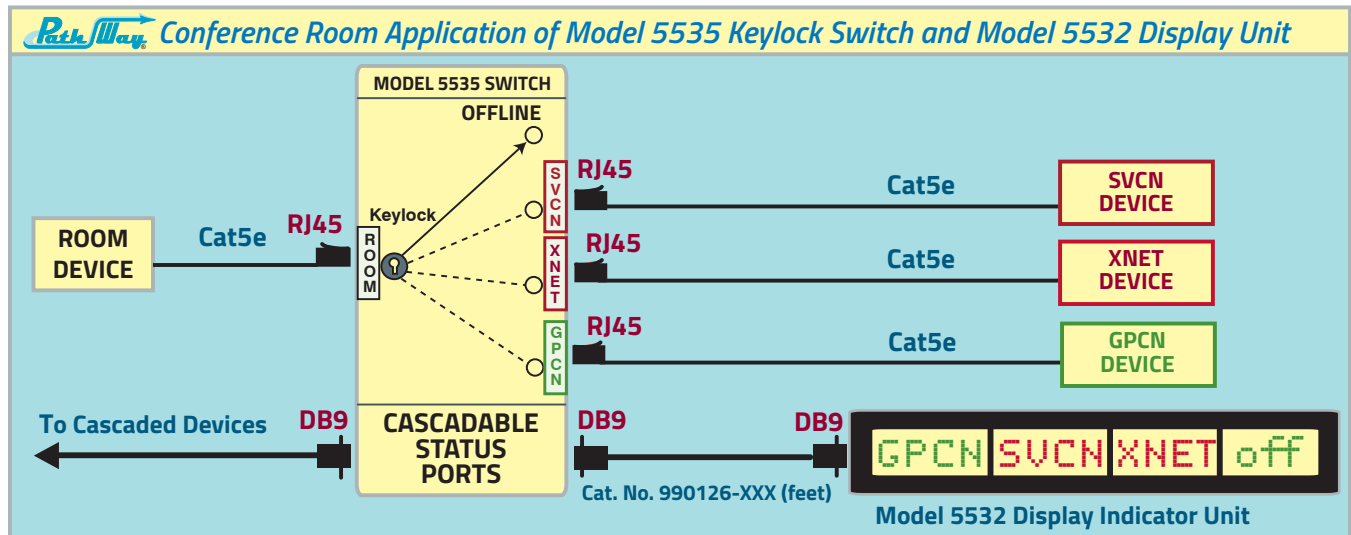 PathWay® Conference Room Application of Model 5535 Keylock Switch and Model 5532 Display Unit
MODEL 5535 SWITCH
OFFLINE
Keylock
ROOM
SVCN
XNET
GPCN
ROOM
DEVICE
Cat5e
RJ45
RJ45
Cat5e
SVCN
DEVICE
RJ45
Cat5e
XNET
DEVICE
RJ45
Cat5e
GPCN
DEVICE
To Cascaded Devices
DB9
CASCADABLE
STATUS
PORTS
DB9
DB9
Cat. No. 990126-XXX (feet)
GPCN SVCN XNET off
Model 5532 Display Indicator Unit